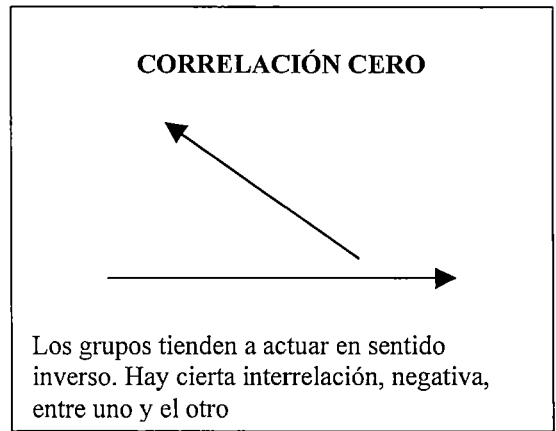 CORRELACIÓN CERO
Los grupos tienden a actuar en sentido
inverso. Hay cierta interrelación, negativa,
entre uno y el otro